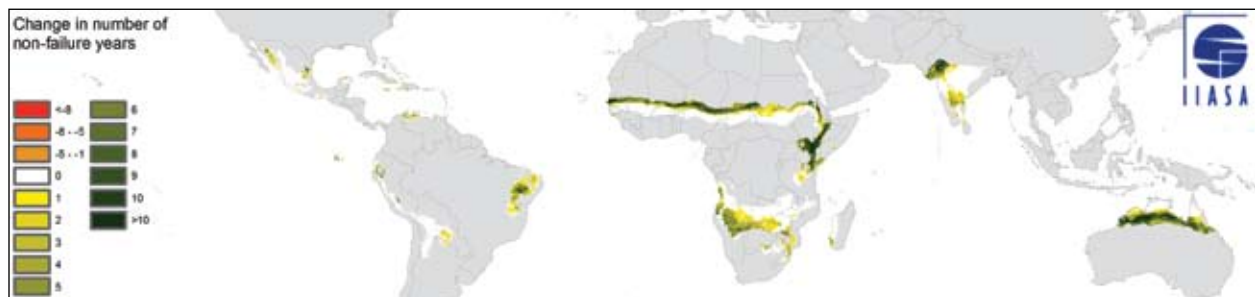 Change in number of
non-failure years
<-8
-8 - -5
-5 - -1
0
1
2
3
4
5
6
7
8
9
10
>10
IIASA